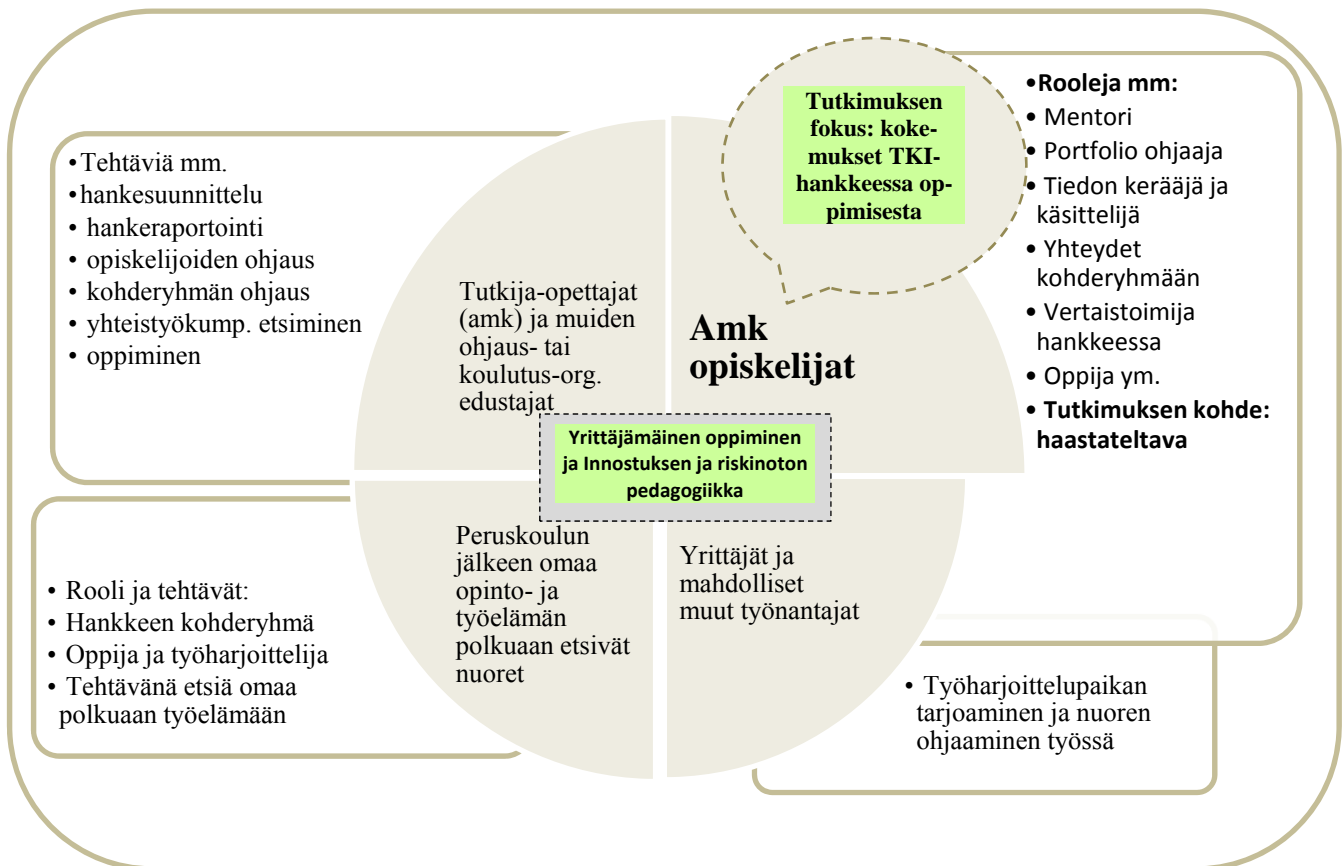 •Tehtäviä mm.
•hankesuunnittelu
• hankeraportointi
• opiskelijoiden ohjaus
• kohderyhmän ohjaus
• yhteistyökump. etsiminen
• oppiminen
Tutkija-opettajat
(amk) ja muiden
ohjaus- tai
koulutus-org.
edustajat
Tutkimuksen
fokus: koke-
mukset TKI-
hankkeessa op-
pimisesta
Amk
opiskelijat
•Rooleja mm:
• Mentori
• Portfolio ohjaaja
• Tiedon kerääjä ja
käsittelijä
• Yhteydet
kohderyhmään
• Vertaistoimija
hankkeessa
• Oppija ym.
• Tutkimuksen kohde:
haastateltava
Yrittäjämäinen oppiminen
ja Innostuksen ja riskinoton
pedagogiikka
• Rooli ja tehtävät:
• Hankkeen kohderyhmä
• Oppija ja työharjoittelija
• Tehtävänä etsiä omaa
polkuaan työelämään
Peruskoulun
jälkeen omaa
opinto- ja
työelämän
polkuaan etsivät
nuoret
Yrittäjät ja
mahdolliset
muut työnantajat
• Työharjoittelupaikan
tarjoaminen ja nuoren
ohjaaminen työssä